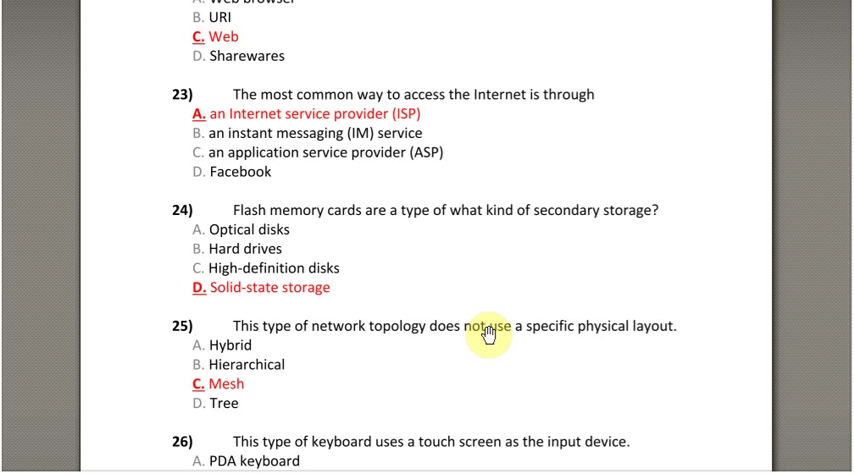 A. Web browser
B. URI
C. Web
D. Sharewares
23) The most common way to access the Internet is through
A. an Internet service provider (ISP)
B. an instant messaging (IM) service
C. an application service provider (ASP)
D. Facebook
24) Flash memory cards are a type of what kind of secondary storage?
A. Optical disks
B. Hard drives
C. High-definition disks
D. Solid-state storage
25) This type of network topology does not use a specific physical layout.
A. Hybrid
B. Hierarchical
C. Mesh
D. Tree
26) This type of keyboard uses a touch screen as the input device.
A. PDA keyboard